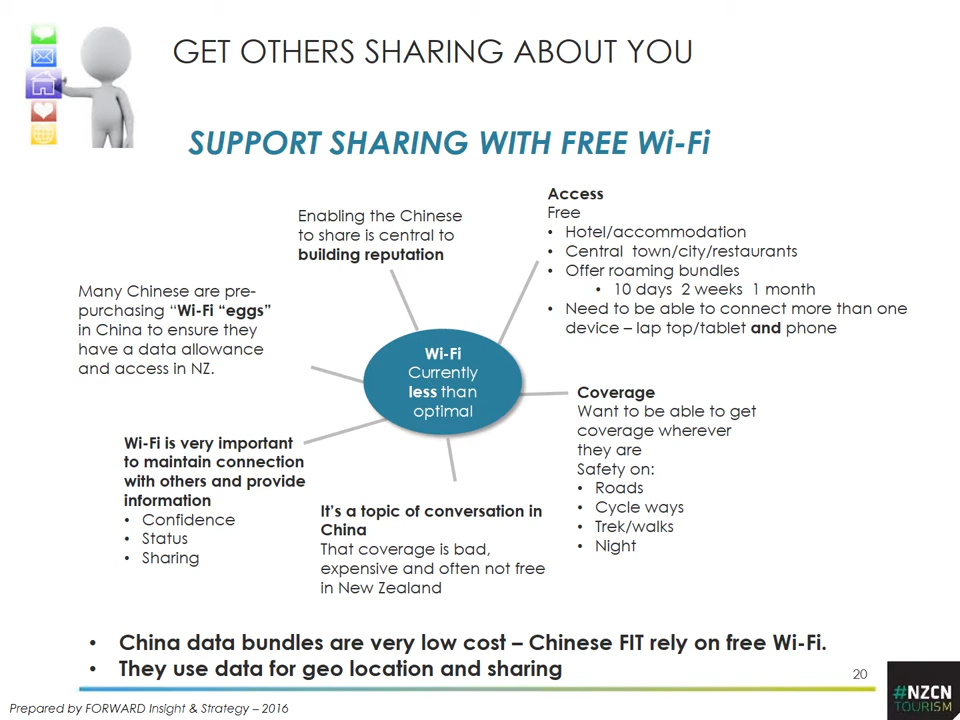 GET OTHERS SHARING ABOUT YOU
SUPPORT SHARING WITH FREE Wi-Fi
Enabling the Chinese
to share is central to
building reputation
Access
Free
• Hotel/accommodation
• Central town/city/restaurants
• Offer roaming bundles
• 10 days 2 weeks 1 month
• Need to be able to connect more than one
device – lap top/tablet and phone
Many Chinese are pre-
purchasing “Wi-Fi “eggs”
in China to ensure they
have a data allowance
and access in NZ.
Wi-Fi
Currently
less than
optimal
Coverage
Want to be able to get
coverage wherever
they are
Safety on:
• Roads
• Cycle ways
• Trek/walks
• Night
Wi-Fi is very important
to maintain connection
with others and provide
information
• Confidence
• Status
• Sharing
It’s a topic of conversation in
China
That coverage is bad,
expensive and often not free
in New Zealand
• China data bundles are very low cost – Chinese FIT rely on free Wi-Fi.
• They use data for geo location and sharing
20
#NZCN
TOURISM
Prepared by FORWARD Insight & Strategy – 2016